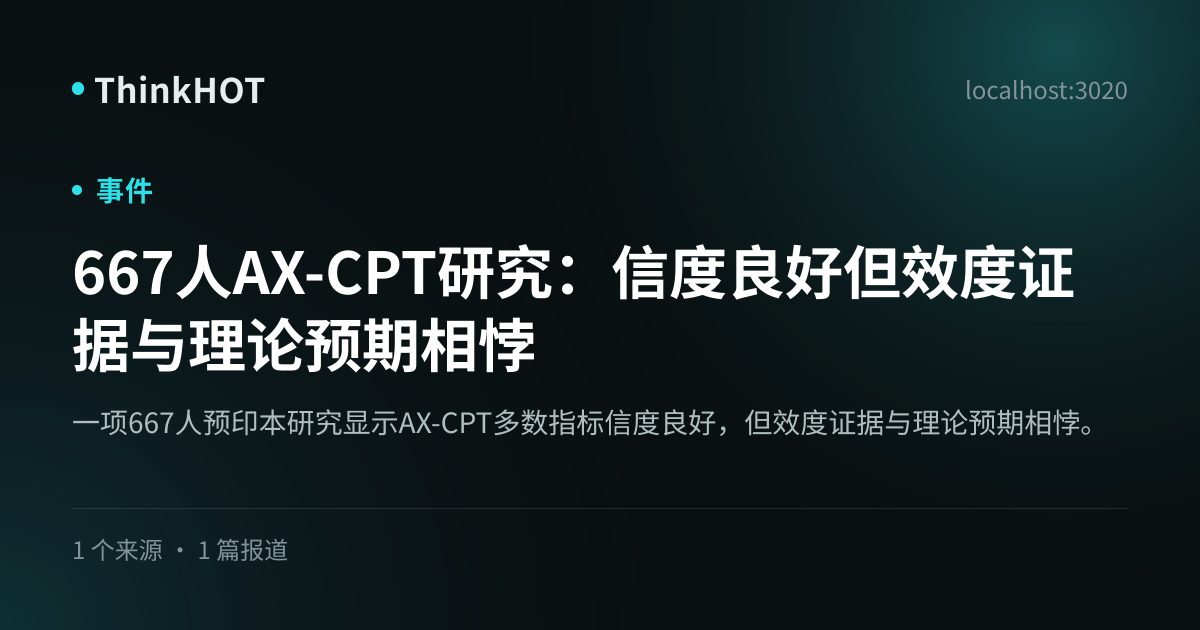 ThinkHOT
localhost:3020
事件
667人AX-CPT研究：信度良好但效度证
据与理论预期相悖
一项667人预印本研究显示AX-CPT多数指标信度良好，但效度证据与理论预期相悖。
1 个来源 · 1 篇报道